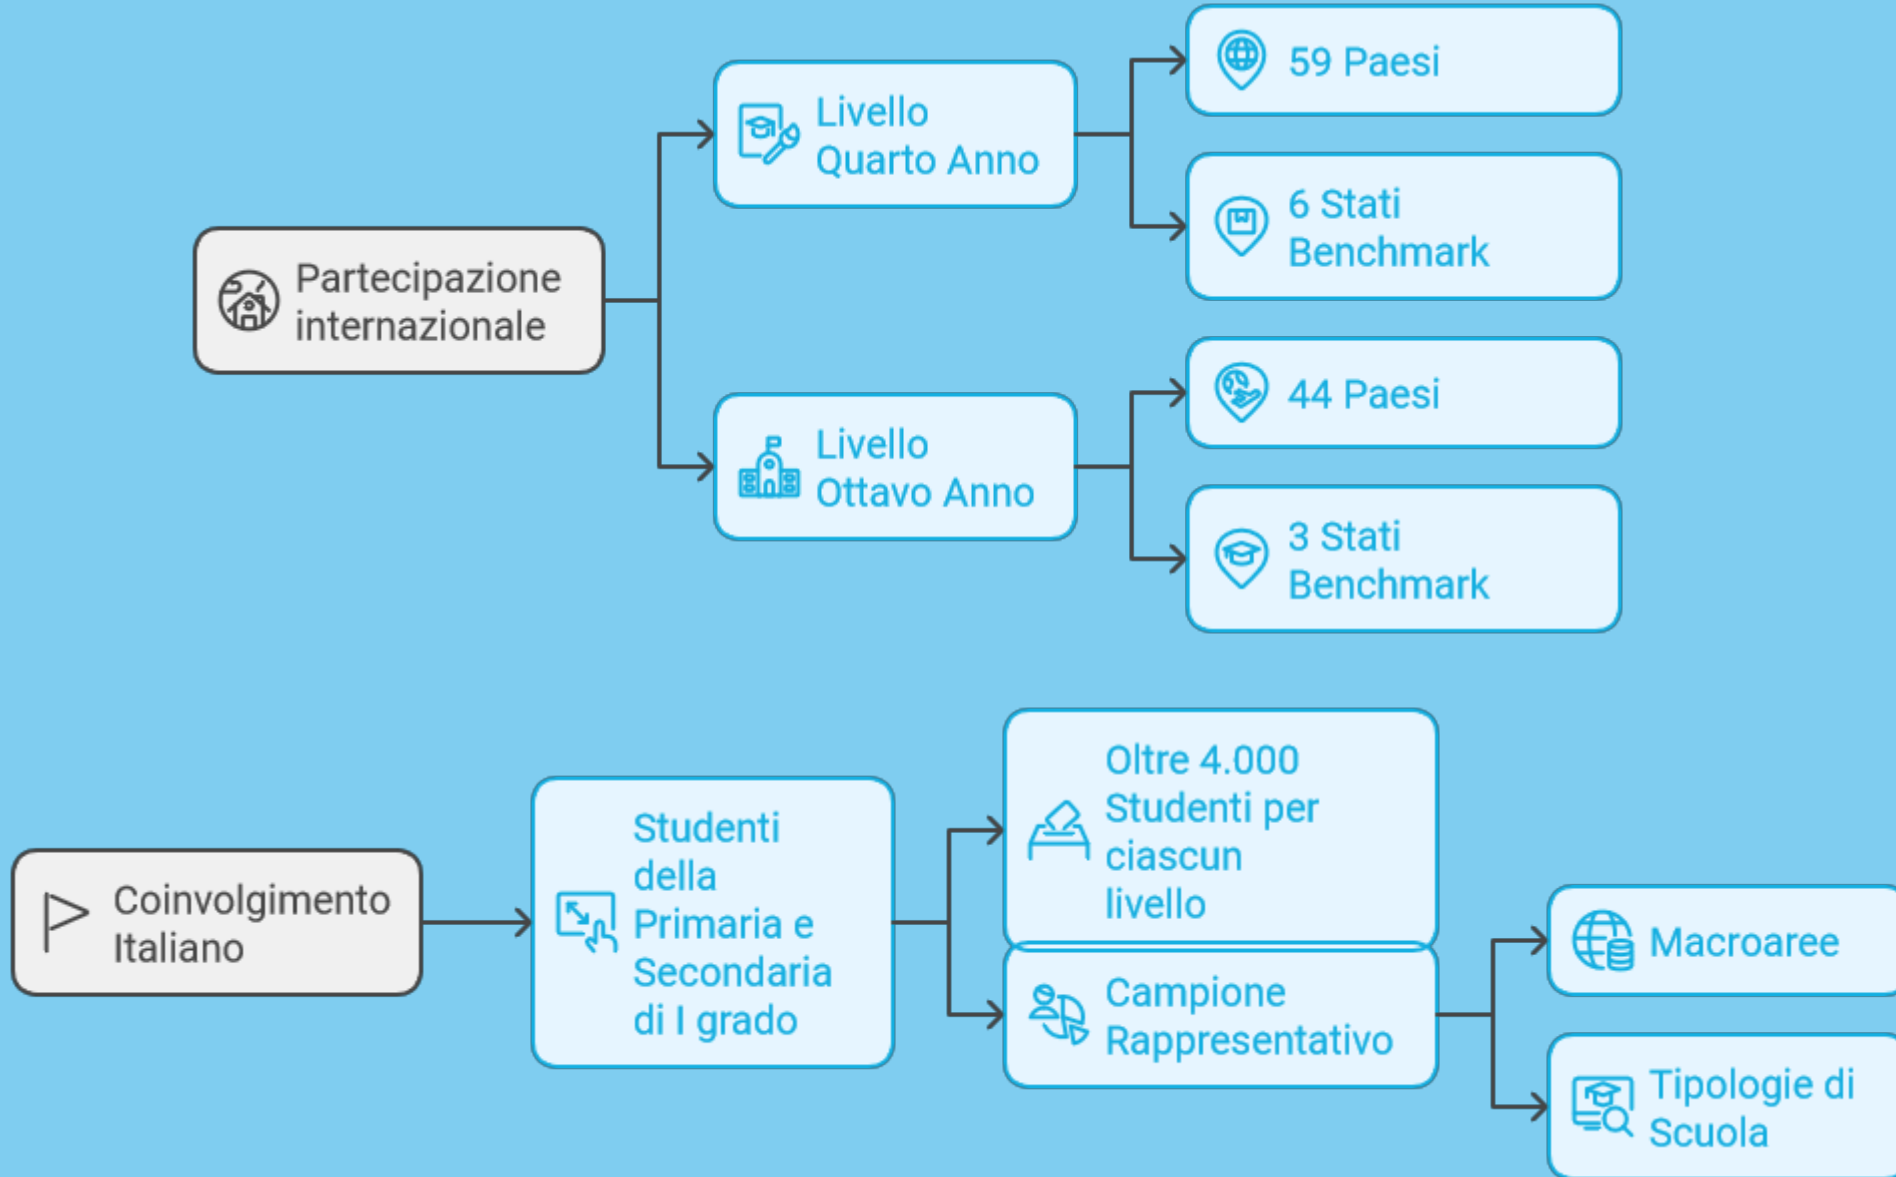 Partecipazione
internazionale
Livello
Quarto Anno
59 Paesi
6 Stati
Benchmark
Livello
Ottavo Anno
44 Paesi
3 Stati
Benchmark
Coinvolgimento
Italiano
Studenti
della
Primaria e
Secondaria
di I grado
Oltre 4.000
Studenti per
ciascun
livello
Campione
Rappresentativo
Macroaree
Tipologie di
Scuola